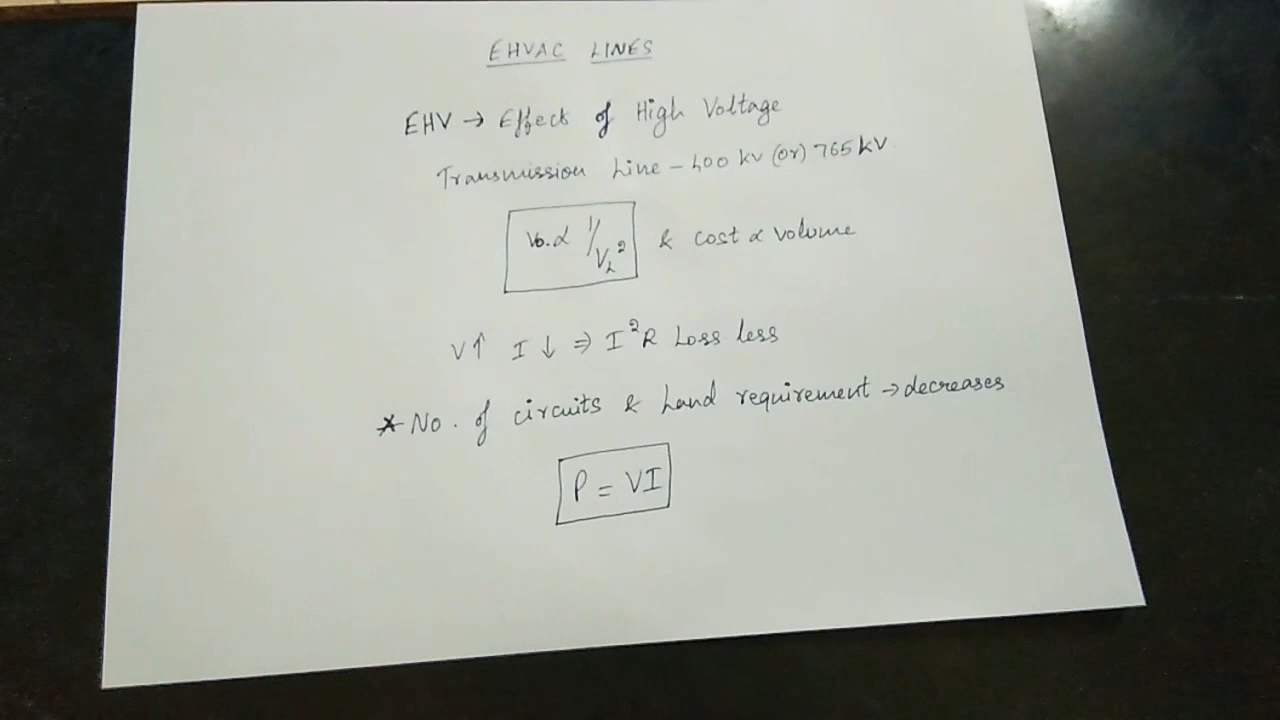 EHVAC LINES
EHV → Effect of High Voltage
Transmission Line - 400 kV (or) 765 kV
Vo. α 1/V_L² & cost α volume
V↑ I↓ ⇒ I²R Loss less
* No. of circuits & Land requirement → decreases
P = VI